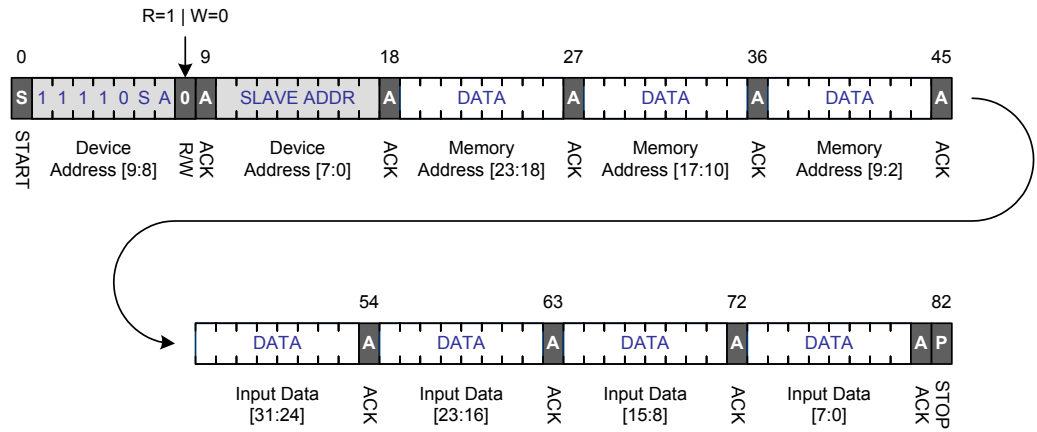 R=1 | W=0
0 9 18 27 36 45
S 1 1 1 1 0 S A 0 A SLAVE ADDR A DATA A DATA A DATA A
START Device Address [9:8] R/W ACK Device Address [7:0] ACK Memory Address [23:18] ACK Memory Address [17:10] ACK Memory Address [9:2] ACK
54 63 72 82
DATA A DATA A DATA A DATA A P
Input Data [31:24] ACK Input Data [23:16] ACK Input Data [15:8] ACK Input Data [7:0] ACK STOP